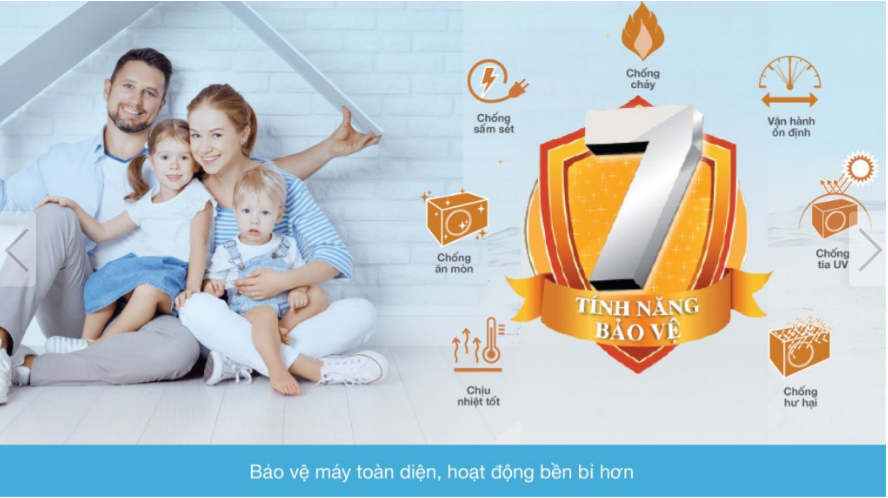 Chống
cháy
Chống
sấm sét
Vận hành
ổn định
7
Chống
ăn mòn
Chống
tia UV
TÍNH NĂNG
BẢO VỆ
Chịu
nhiệt tốt
Chống
hư hại
Bảo vệ máy toàn diện, hoạt động bền bỉ hơn